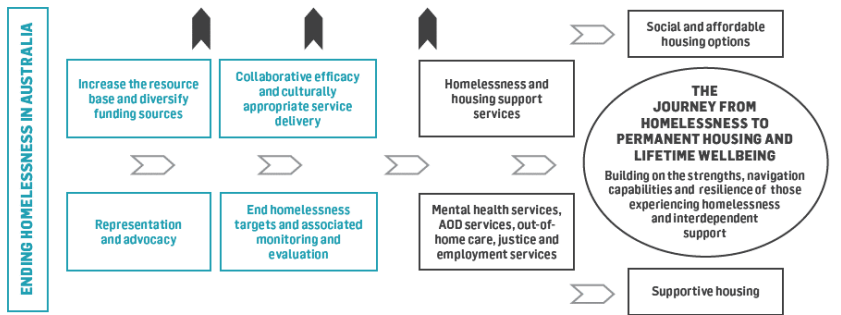 ENDING HOMELESSNESS IN AUSTRALIA
Increase the resource
base and diversify
funding sources
Collaborative efficacy
and culturally
appropriate service
delivery
Homelessness and
housing support
services
Social and affordable
housing options
THE
JOURNEY FROM
HOMELESSNESS TO
PERMANENT HOUSING AND
LIFETIME WELLBEING
Building on the strengths, navigation
capabilities and resilience of those
experiencing homelessness
and interdependent
support
Representation
and advocacy
End homelessness
targets and associated
monitoring and
evaluation
Mental health services,
AOD services, out-of-
home care, justice and
employment services
Supportive housing